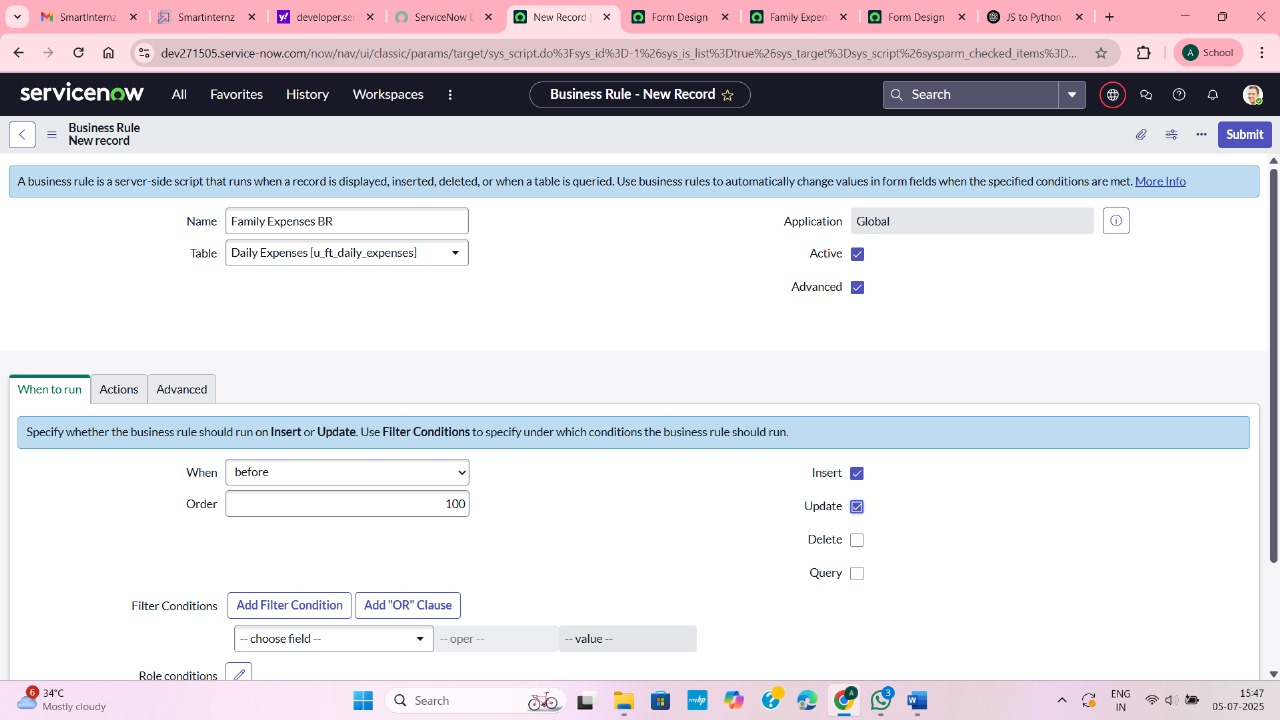 SmartInternz
Smartinternz
developer.ser
ServiceNow D
New Record |
Form Design
Family Expen
Form Design
JS to Python
dev271505.service-now.com/now/nav/ui/classic/params/target/sys_script.do%3Fsys_id%3D-1%26sys_is_list%3Dtrue%26sys_target%3Dsys_script%26sysparm_checked_items%3D...
A School
servicenow All Favorites History Workspaces Business Rule - New Record Search
Business Rule
New record
Submit
A business rule is a server-side script that runs when a record is displayed, inserted, deleted, or when a table is queried. Use business rules to automatically change values in form fields when the specified conditions are met. More Info
Name Family Expenses BR Application Global
Table Daily Expenses [u_ft_daily_expenses] Active
Advanced
When to run Actions Advanced
Specify whether the business rule should run on Insert or Update. Use Filter Conditions to specify under which conditions the business rule should run.
When before Insert
Order 100 Update
Delete
Query
Filter Conditions Add Filter Condition Add "OR" Clause
-- choose field -- -- oper -- -- value --
Role conditions
6 34°C
Mostly cloudy
Search
myhp
A
3
ENG
IN
15:47
05-07-2025